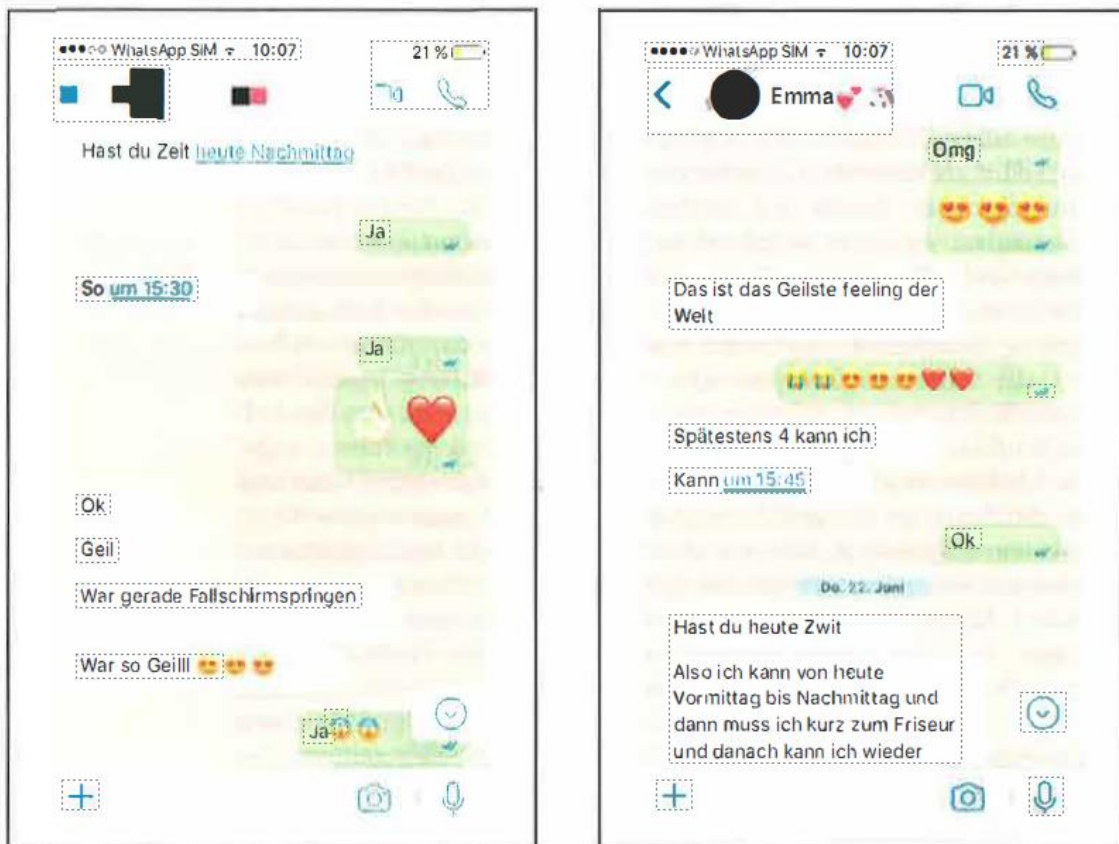 WhatsApp SIM 10:07 21 %
Hast du Zeit heute Nachmittag
Ja
So um 15:30
Ja
Ok
Geil
War gerade Fallschirmspringen
War so Geilll 😍😍😍
Ja😱😱
WhatsApp SIM 10:07 21 %
Emma💕🦄
Omg
😍😍😍
Das ist das Geilste feeling der
Welt
😭😭😍😍😍❤️❤️
Spätestens 4 kann ich
Kann um 15:45
Ok
Do. 22. Juni
Hast du heute Zwit
Also ich kann von heute
Vormittag bis Nachmittag und
dann muss ich kurz zum Friseur
und danach kann ich wieder